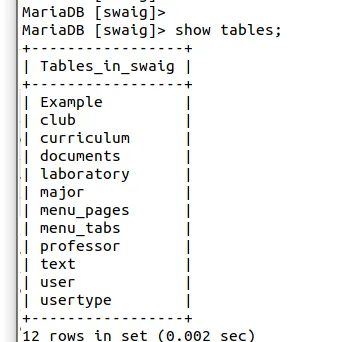 MariaDB [swaig]>
MariaDB [swaig]> show tables;
+-----------------+
| Tables_in_swaig |
+-----------------+
| Example         |
| club            |
| curriculum      |
| documents       |
| laboratory      |
| major           |
| menu_pages      |
| menu_tabs       |
| professor       |
| text            |
| user            |
| usertype        |
+-----------------+
12 rows in set (0.002 sec)